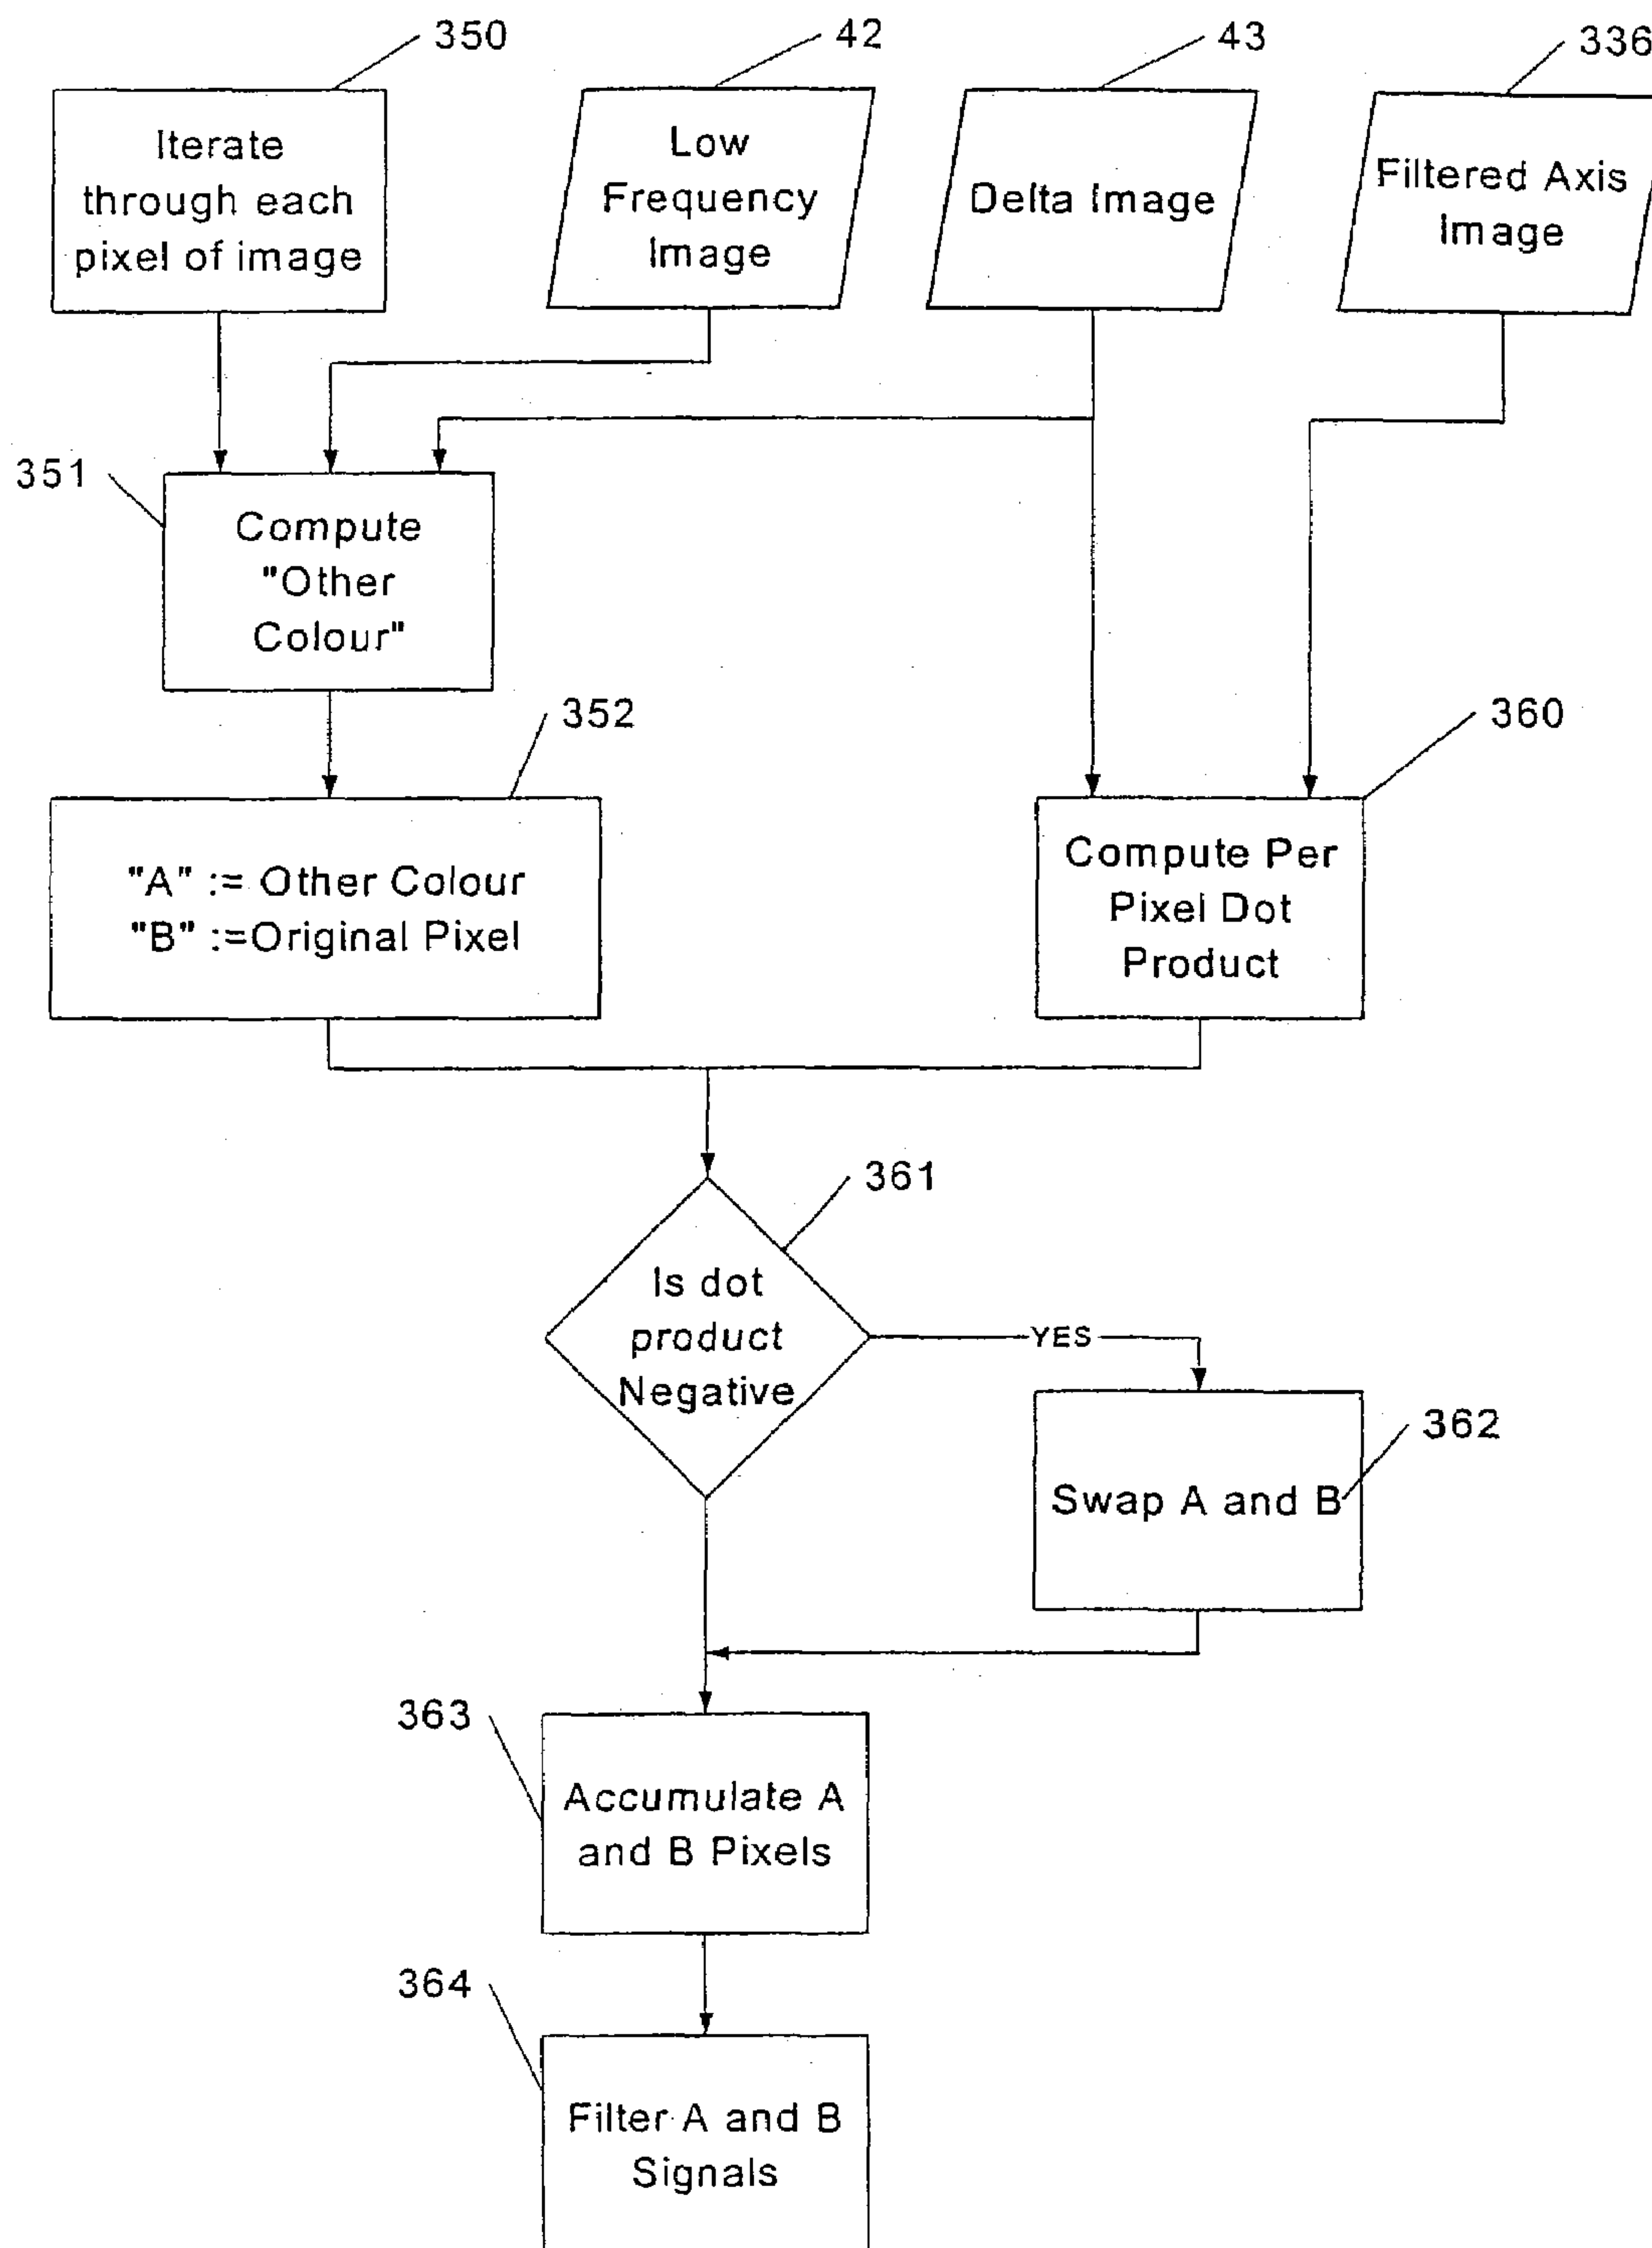 350
42
43
336
Iterate
through each
pixel of image
Low
Frequency
Image
Delta Image
Filtered Axis
Image
351
Compute
"Other
Colour"
352
360
"A" := Other Colour
"B" :=Original Pixel
Compute Per
Pixel Dot
Product
361
Is dot
product
Negative
YES
362
Swap A and B
363
Accumulate A
and B Pixels
364
Filter A and B
Signals